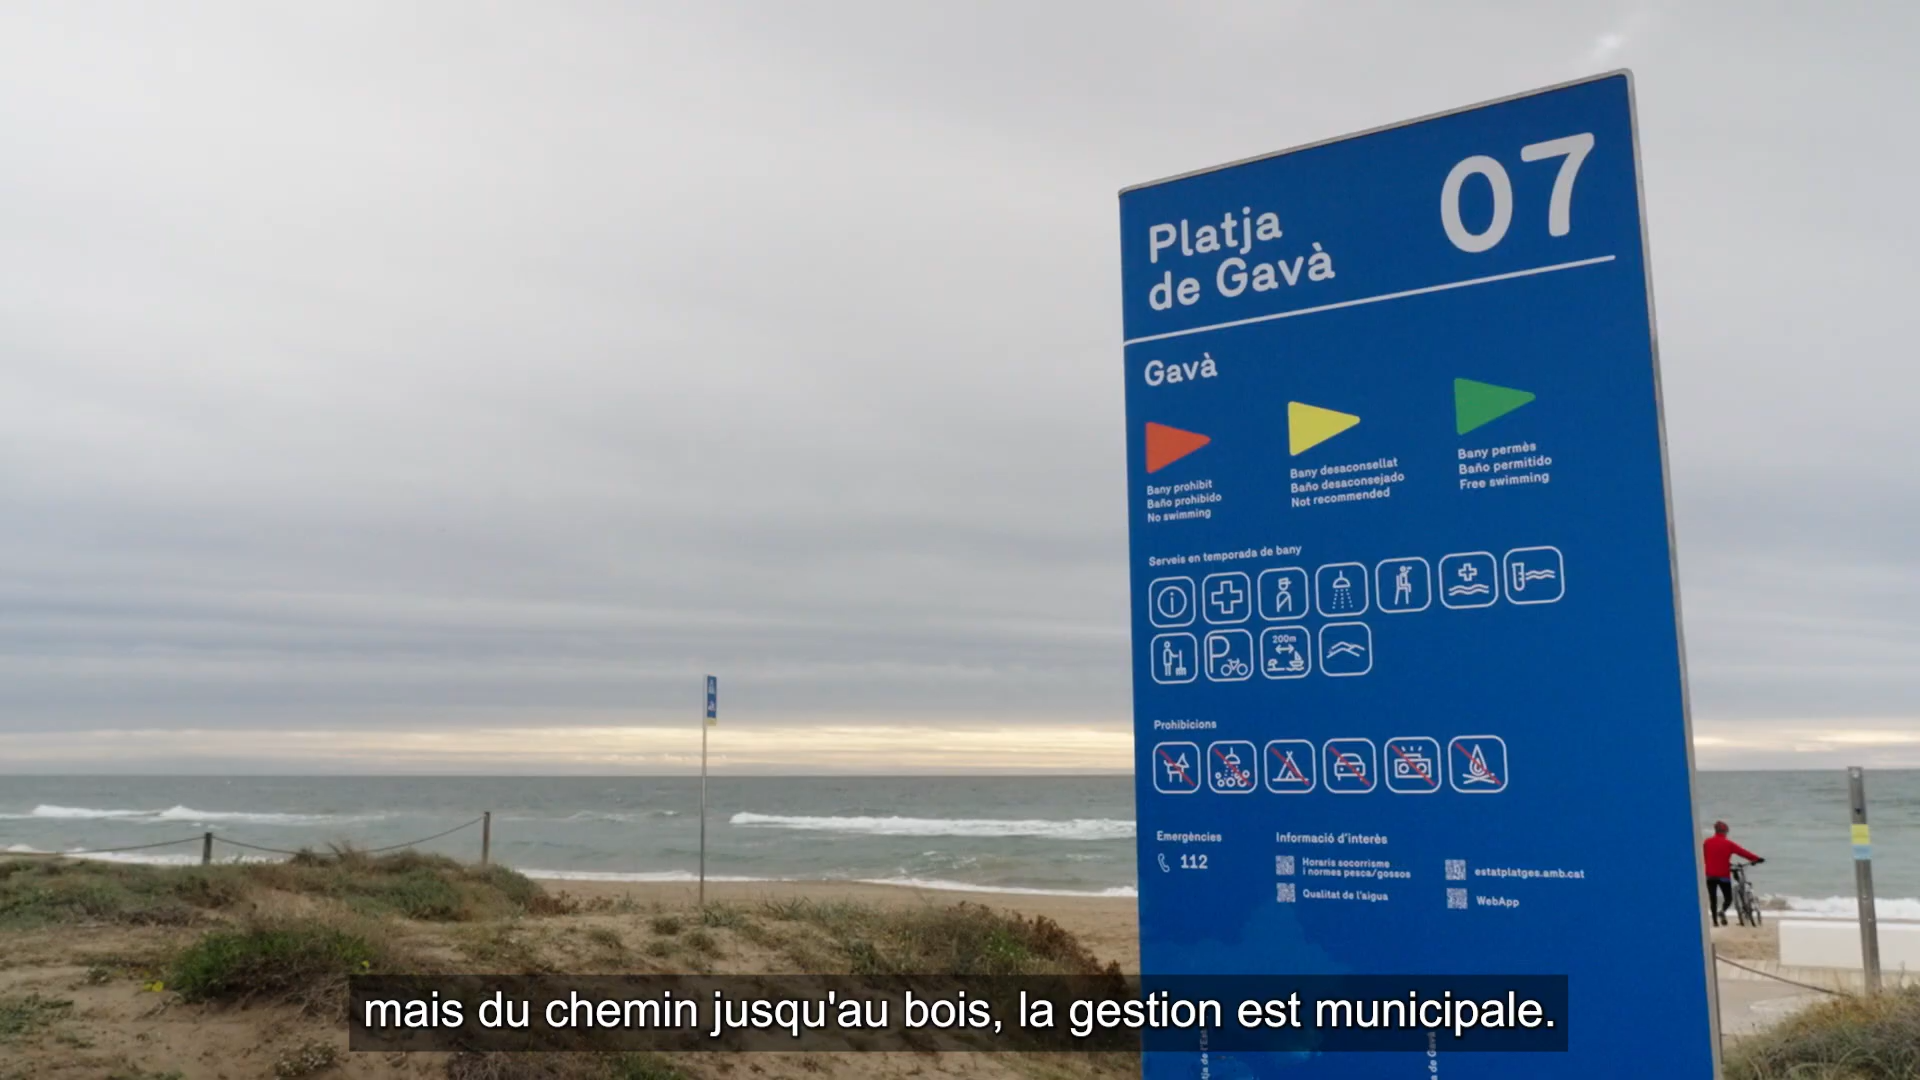 Platja
de Gavà
07
Gavà
Bany prohibit
Baño prohibido
No swimming
Bany desaconsellat
Baño desaconsejado
Not recommended
Bany permès
Baño permitido
Free swimming
Serveis en temporada de bany
P
200m
Prohibicions
Emergències
112
Informació d'interès
Horaris socorrisme
i normes pesca/gossos
Qualitat de l'aigua
estatplatges.amb.cat
WebApp
mais du chemin jusqu'au bois, la gestion est municipale.